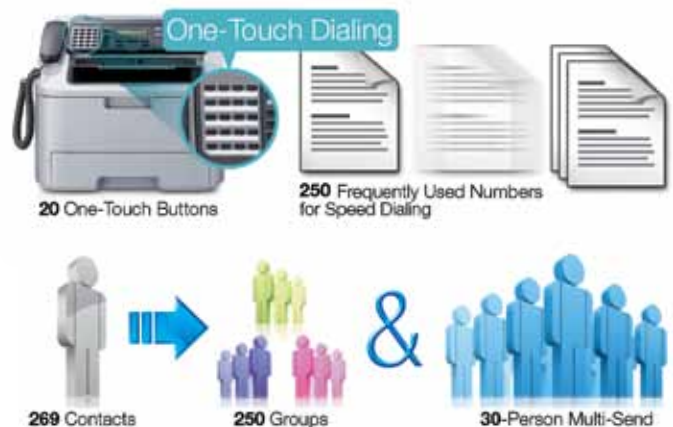 One-Touch Dialing
20 One-Touch Buttons
250 Frequently Used Numbers
for Speed Dialing
&
269 Contacts
250 Groups
30-Person Multi-Send